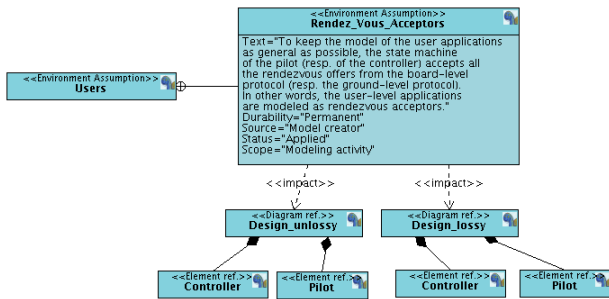 <<Environment Assumption>>
Rendez_Vous_Acceptors
Text="To keep the model of the user applications
as general as possible, the state machine
of the pilot (resp. of the controller) accepts all
the rendezvous offers from the board-level
protocol (resp. the ground-level protocol).
In other words, the user-level applications
are modeled as rendezvous acceptors."
Durability="Permanent"
Source="Model creator"
Status="Applied"
Scope="Modeling activity"
<<Environment Assumption>>
Users
<<impact>>
<<impact>>
<<Diagram ref.>>
Design_unlossy
<<Diagram ref.>>
Design_lossy
<<Element ref.>>
Controller
<<Element ref.>>
Pilot
<<Element ref.>>
Controller
<<Element ref.>>
Pilot